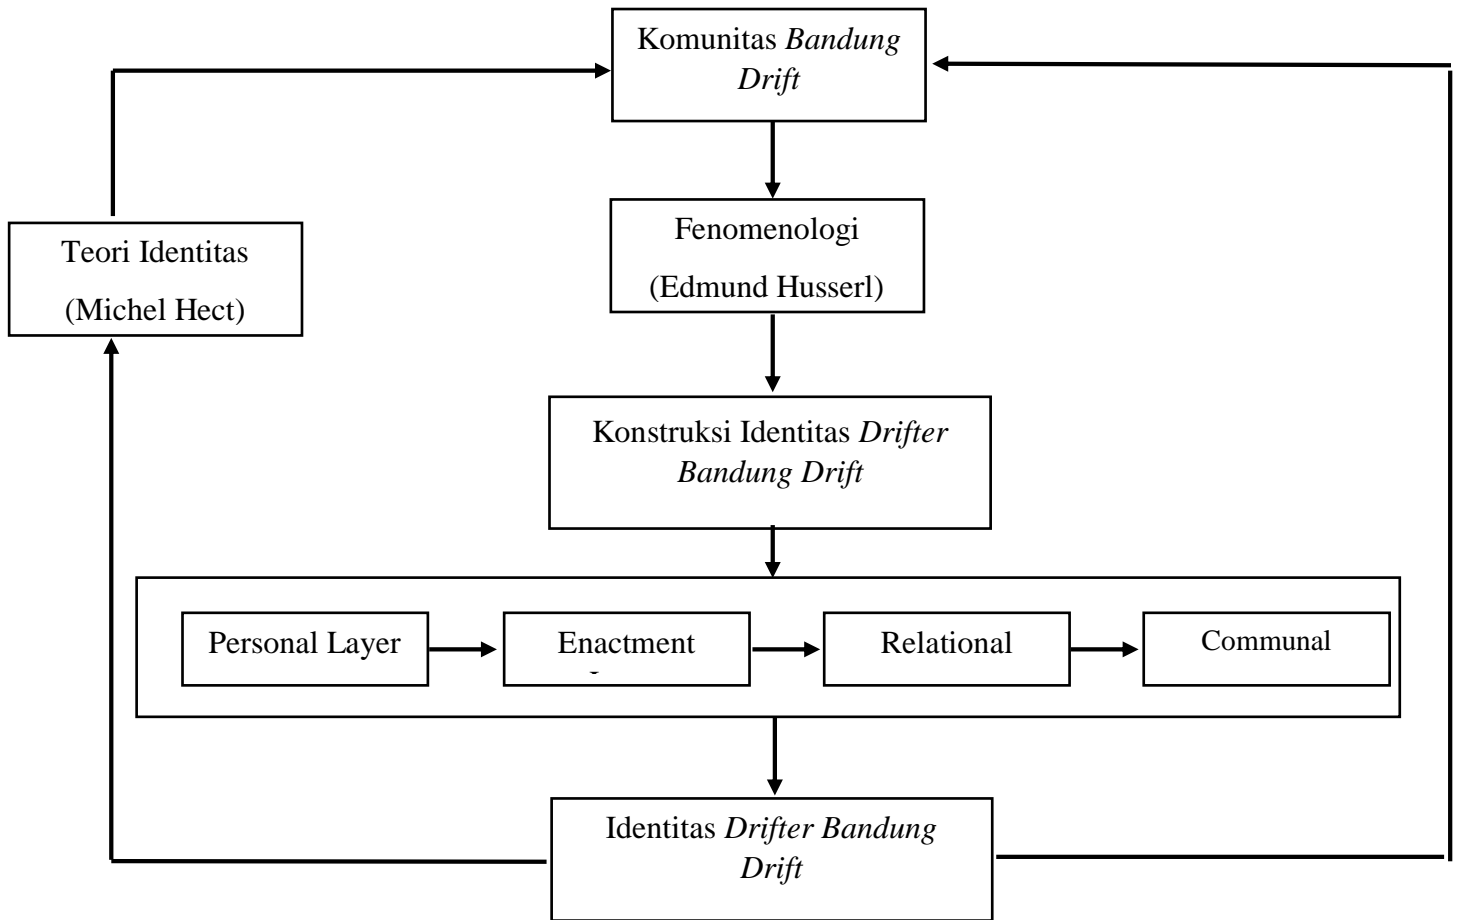 Komunitas Bandung
Drift
Teori Identitas
(Michel Hect)
Fenomenologi
(Edmund Husserl)
Konstruksi Identitas Drifter
Bandung Drift
Personal Layer
Enactment
Relational
Communal
Identitas Drifter Bandung
Drift